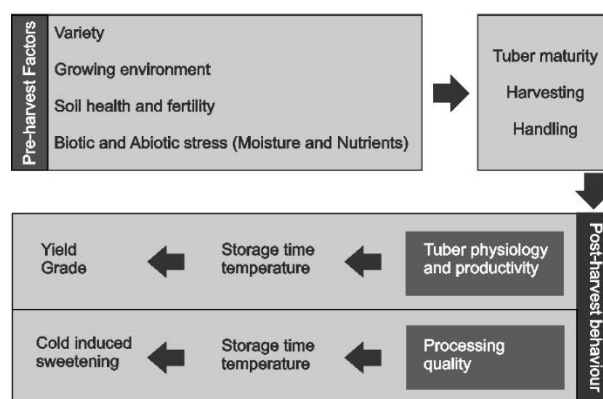 Pre-harvest Factors
Variety
Growing environment
Soil health and fertility
Biotic and Abiotic stress (Moisture and Nutrients)
Tuber maturity
Harvesting
Handling
Post-harvest behaviour
Tuber physiology
and productivity
Storage time
temperature
Yield
Grade
Processing
quality
Storage time
temperature
Cold induced
sweetening